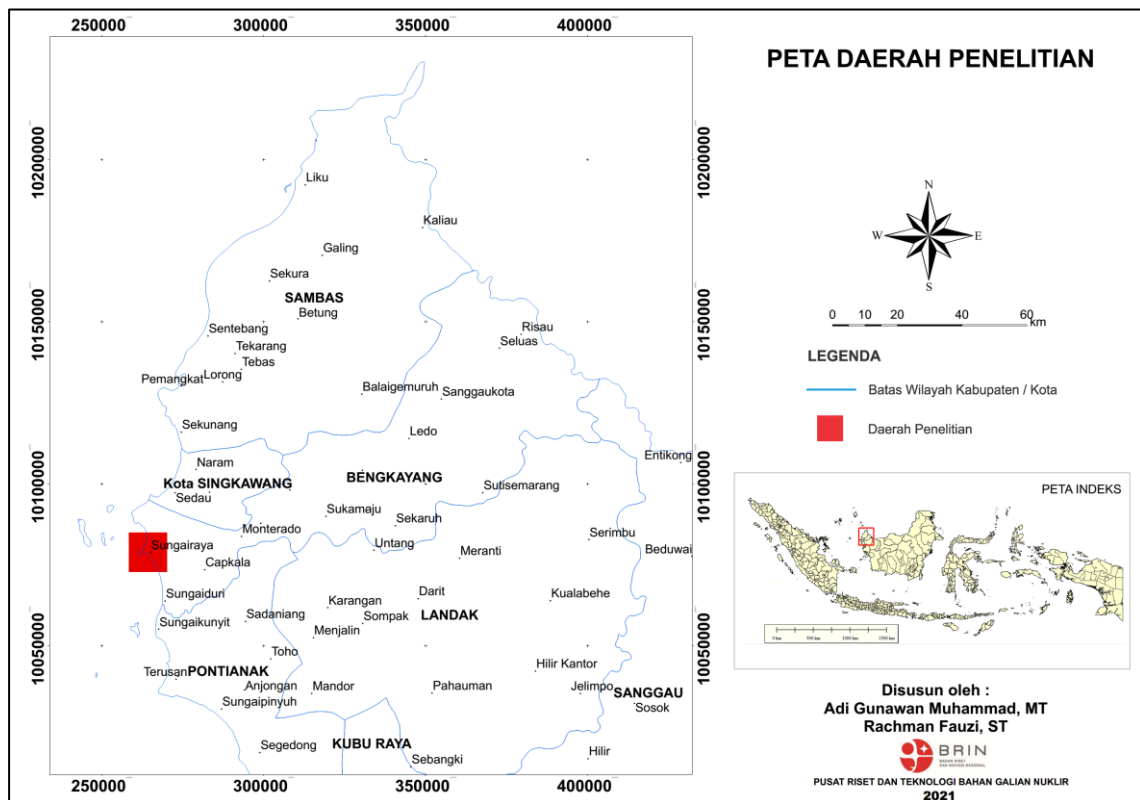 250000 300000 350000 400000
PETA DAERAH PENELITIAN
10200000 10200000
Liku
Kaliau
Galing
N
W E
S
Sekura
SAMBAS
Betung
10150000 10150000
Risau
Sentebang
Seluas
Tekarang
Tebas
0 10 20 40 60
km
LEGENDA
Pemangkat Lorong
Balaigemuruh
Sanggaukota
Batas Wilayah Kabupaten / Kota
Sekunang
Ledo
Daerah Penelitian
Naram
Entikong
BENGKAYANG
Kota SINGKAWANG
10100000 10100000
Sedau
Sutisemarang
PETA INDEKS
Sukamaju
Sekaruh
Monterado
Serimbu
Untang
Sungairaya
Meranti
Beduwai
Capkala
Sungaiduri
Darit
Kualabehe
Karangan
LANDAK
Sadaniang
Sompak
Sungaikunyit
Menjalin
10050000 10050000
Toho
Hilir Kantor
Terusan
PONTIANAK
Anjongan
Mandor
Pahauman
Jelimpo
SANGGAU
Sosok
Sungaipinyuh
Disusun oleh :
Adi Gunawan Muhammad, MT
Rachman Fauzi, ST
Segedong
KUBU RAYA
Sebangki
Hilir
BRIN
BADAN RISET
DAN INOVASI NASIONAL
PUSAT RISET DAN TEKNOLOGI BAHAN GALIAN NUKLIR
2021
250000 300000 350000 400000